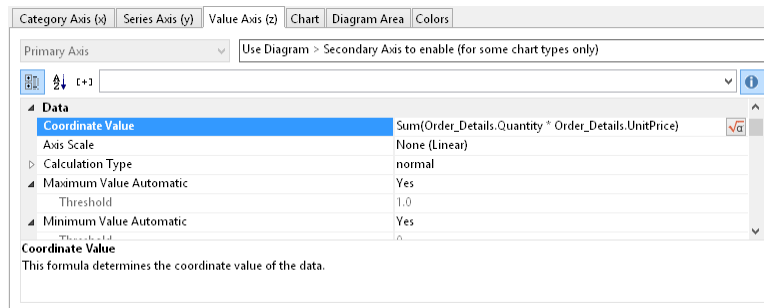 Category Axis (x) Series Axis (y) Value Axis (z) Chart Diagram Area Colors
Primary Axis Use Diagram > Secondary Axis to enable (for some chart types only)
Data
Coordinate Value Sum(Order_Details.Quantity * Order_Details.UnitPrice)
Axis Scale None (Linear)
Calculation Type normal
Maximum Value Automatic Yes
Threshold 1.0
Minimum Value Automatic Yes
Coordinate Value
This formula determines the coordinate value of the data.